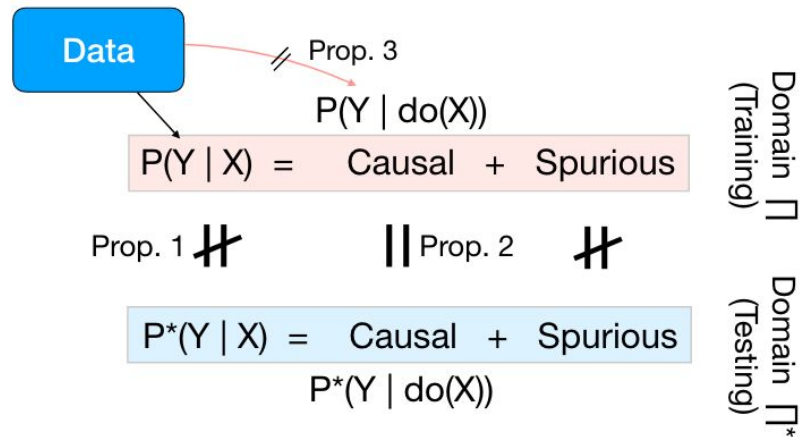 Data
Prop. 3
P(Y | do(X))
P(Y | X) = Causal + Spurious
Domain ∏
(Training)
Prop. 1
Prop. 2
P*(Y | X) = Causal + Spurious
P*(Y | do(X))
Domain ∏*
(Testing)